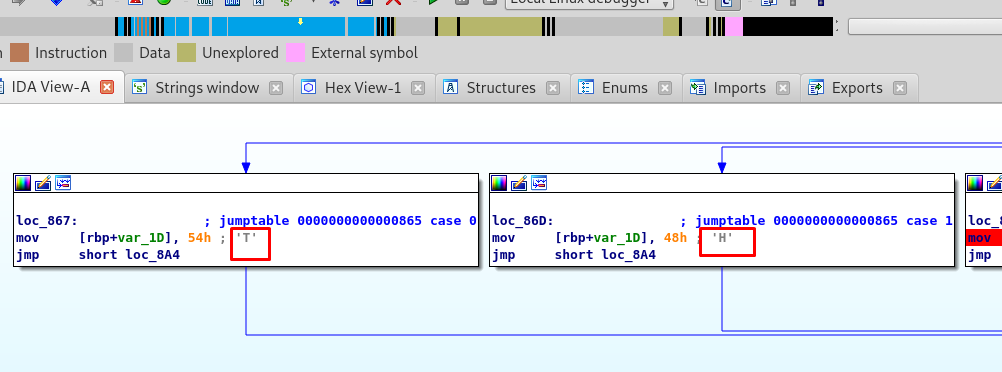 Local Linux debugger
Instruction Data Unexplored External symbol
IDA View-A Strings window Hex View-1 Structures Enums Imports Exports
loc_867: ; jumptable 0000000000000865 case 0
mov [rbp+var_1D], 54h ; 'T'
jmp short loc_8A4
loc_86D: ; jumptable 0000000000000865 case 1
mov [rbp+var_1D], 48h ; 'H'
jmp short loc_8A4
mov
jmp